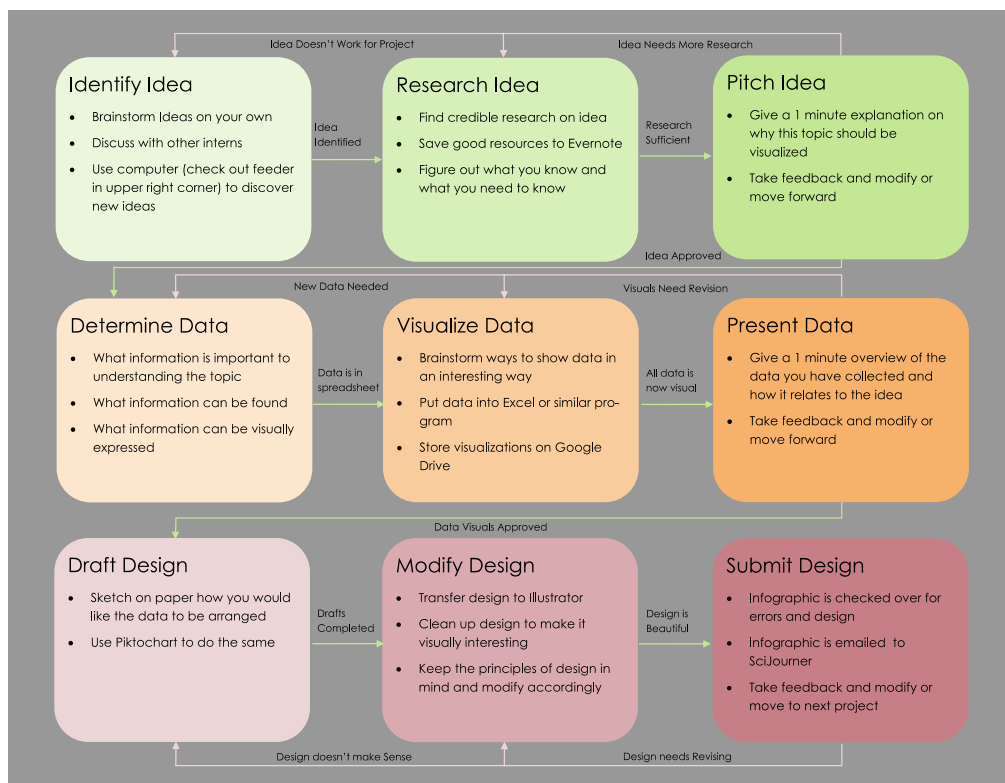 Idea Doesn't Work for Project
Idea Needs More Research
Identify Idea
• Brainstorm Ideas on your own
• Discuss with other interns
• Use computer (check out feeder
in upper right corner) to discover
new ideas
Idea
Identified
Research Idea
• Find credible research on idea
• Save good resources to Evernote
• Figure out what you know and
what you need to know
Research
Sufficient
Pitch Idea
• Give a 1 minute explanation on
why this topic should be
visualized
• Take feedback and modify or
move forward
Idea Approved
New Data Needed
Visuals Need Revision
Determine Data
• What information is important to
understanding the topic
• What information can be found
• What information can be visually
expressed
Data is in
spreadsheet
Visualize Data
• Brainstorm ways to show data in
an interesting way
• Put data into Excel or similar pro-
gram
• Store visualizations on Google
Drive
All data is
now visual
Present Data
• Give a 1 minute overview of the
data you have collected and
how it relates to the idea
• Take feedback and modify or
move forward
Data Visuals Approved
Draft Design
• Sketch on paper how you would
like the data to be arranged
• Use Piktochart to do the same
Drafts
Completed
Modify Design
• Transfer design to Illustrator
• Clean up design to make it
visually interesting
• Keep the principles of design in
mind and modify accordingly
Design is
Beautiful
Submit Design
• Infographic is checked over for
errors and design
• Infographic is emailed to
SciJourner
• Take feedback and modify or
move to next project
Design doesn't make Sense
Design needs Revising